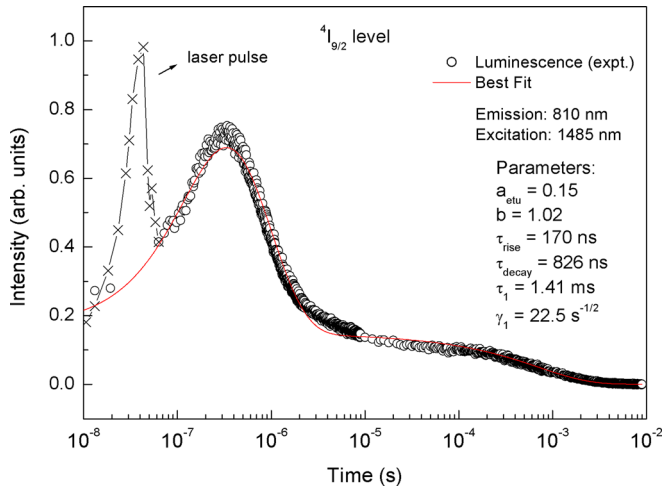 ⁴I₉/₂ level
laser pulse
Luminescence (expt.)
Best Fit
Emission: 810 nm
Excitation: 1485 nm
Parameters:
a_etu = 0.15
b = 1.02
τ_rise = 170 ns
τ_decay = 826 ns
τ₁ = 1.41 ms
γ₁ = 22.5 s⁻¹/²
Intensity (arb. units)
1.0
0.8
0.6
0.4
0.2
0.0
10⁻⁸ 10⁻⁷ 10⁻⁶ 10⁻⁵ 10⁻⁴ 10⁻³ 10⁻²
Time (s)